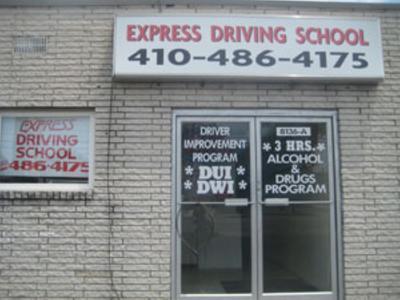 EXPRESS DRIVING SCHOOL
410-486-4175
EXPRESS
DRIVING
SCHOOL
486-4175
DRIVER
IMPROVEMENT
PROGRAM
* DUI *
* DWI *
8136-A
* 3 HRS. *
ALCOHOL
&
DRUGS
PROGRAM